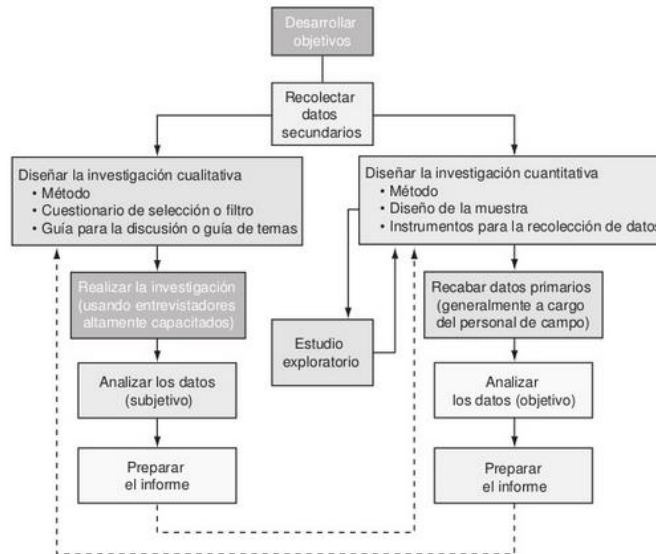 Desarrollar
objetivos
Recolectar
datos
secundarios
Diseñar la investigación cualitativa
• Método
• Cuestionario de selección o filtro
• Guía para la discusión o guía de temas
Diseñar la investigación cuantitativa
• Método
• Diseño de la muestra
• Instrumentos para la recolección de datos
Realizar la investigación
(usando entrevistadores
altamente capacitados)
Recabar datos primarios
(generalmente a cargo
del personal de campo)
Estudio
exploratorio
Analizar los datos
(subjetivo)
Analizar
los datos (objetivo)
Preparar
el informe
Preparar
el informe